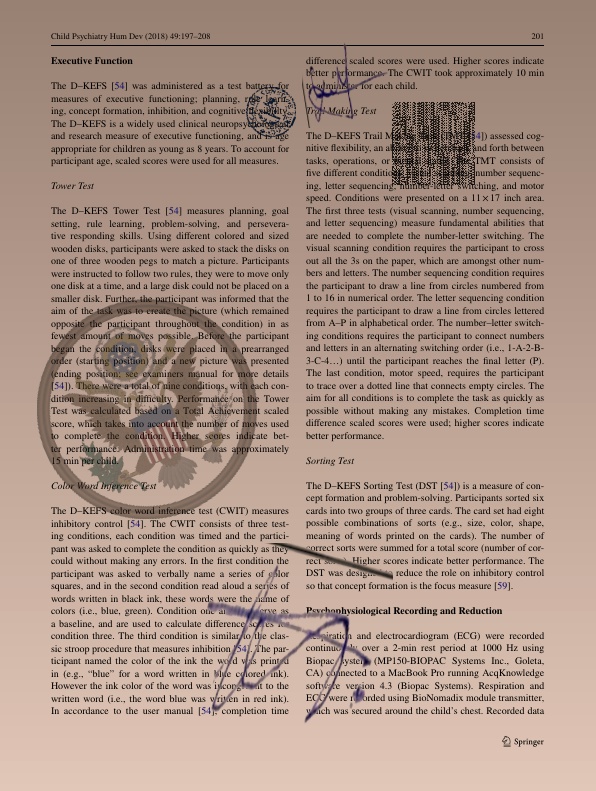 Child Psychiatry Hum Dev (2018) 49:197–208
201
Executive Function
The D–KEFS [54] was administered as a test battery for
measures of executive functioning; planning,
ing, concept formation, inhibition, and cognitive
The D–KEFS is a widely used clinical
and research measure of executive functioning, and is age
appropriate for children as young as 8 years. To account for
participant age, scaled scores were used for all measures.
Tower Test
The D–KEFS Tower Test [54] measures planning, goal
setting, rule learning, problem-solving, and persevera-
tive responding skills. Using different colored and sized
wooden disks, participants were asked to stack the disks on
one of three wooden pegs to match a picture. Participants
were instructed to follow two rules, they were to move only
one disk at a time, and a large disk could not be placed on a
smaller disk. Further, the participant was informed that the
aim of the task was to create the picture (which remained
opposite the participant throughout the condition) in as
fewest amount of moves possible. Before the participant
began the condition, disks were placed in a prearranged
order (starting position) and a new picture was presented
(ending position; see examiners manual for more details
[54]). There were a total of nine conditions, with each con-
dition increasing in difficulty. Performance on the Tower
Test was calculated based on a Total Achievement scaled
score, which takes into account the number of moves used
to complete the condition. Higher scores indicate bet-
ter performance. Administration time was approximately
15 min per child.
Color Word Inference Test
The D–KEFS color word inference test (CWIT) measures
inhibitory control [54]. The CWIT consists of three test-
ing conditions, each condition was timed and the partici-
pant was asked to complete the condition as quickly as they
could without making any errors. In the first condition the
participant was asked to verbally name a series of color
squares, and in the second condition read aloud a series of
words written in black ink, these words were the name of
colors (i.e., blue, green). Condition one and serve as
a baseline, and are used to calculate difference scores for
condition three. The third condition is similar to the clas-
sic stroop procedure that measures inhibition [54]. The par-
ticipant named the color of the ink the word was printed
in (e.g., “blue” for a word written in blue colored ink).
However the ink color of the word was incongruent to the
written word (i.e., the word blue was written in red ink).
In accordance to the user manual [54], completion time
difference scaled scores were used. Higher scores indicate
better performance. The CWIT took approximately 10 min
to administer for each child.
Trail Making Test
The D–KEFS Trail [54]) assessed cog-
nitive flexibility, an and forth between
tasks, operations, or TMT consists of
five different number sequenc-
ing, letter sequencing, number-letter switching, and motor
speed. Conditions were presented on a 11 × 17 inch area.
The first three tests (visual scanning, number sequencing,
and letter sequencing) measure fundamental abilities that
are needed to complete the number-letter switching. The
visual scanning condition requires the participant to cross
out all the 3s on the paper, which are amongst other num-
bers and letters. The number sequencing condition requires
the participant to draw a line from circles numbered from
1 to 16 in numerical order. The letter sequencing condition
requires the participant to draw a line from circles lettered
from A–P in alphabetical order. The number–letter switch-
ing conditions requires the participant to connect numbers
and letters in an alternating switching order (i.e., 1-A-2-B-
3-C-4…) until the participant reaches the final letter (P).
The last condition, motor speed, requires the participant
to trace over a dotted line that connects empty circles. The
aim for all conditions is to complete the task as quickly as
possible without making any mistakes. Completion time
difference scaled scores were used; higher scores indicate
better performance.
Sorting Test
The D–KEFS Sorting Test (DST [54]) is a measure of con-
cept formation and problem-solving. Participants sorted six
cards into two groups of three cards. The card set had eight
possible combinations of sorts (e.g., size, color, shape,
meaning of words printed on the cards). The number of
correct sorts were summed for a total score (number of cor-
rect Higher scores indicate better performance. The
DST was designed to reduce the role on inhibitory control
so that concept formation is the focus measure [59].
Psychophysiological Recording and Reduction
Respiration and electrocardiogram (ECG) were recorded
continuously over a 2-min rest period at 1000 Hz using
Biopac system (MP150-BIOPAC Systems Inc., Goleta,
CA) connected to a MacBook Pro running AcqKnowledge
software version 4.3 (Biopac Systems). Respiration and
ECG were recorded using BioNomadix module transmitter,
which was secured around the child’s chest. Recorded data
Springer